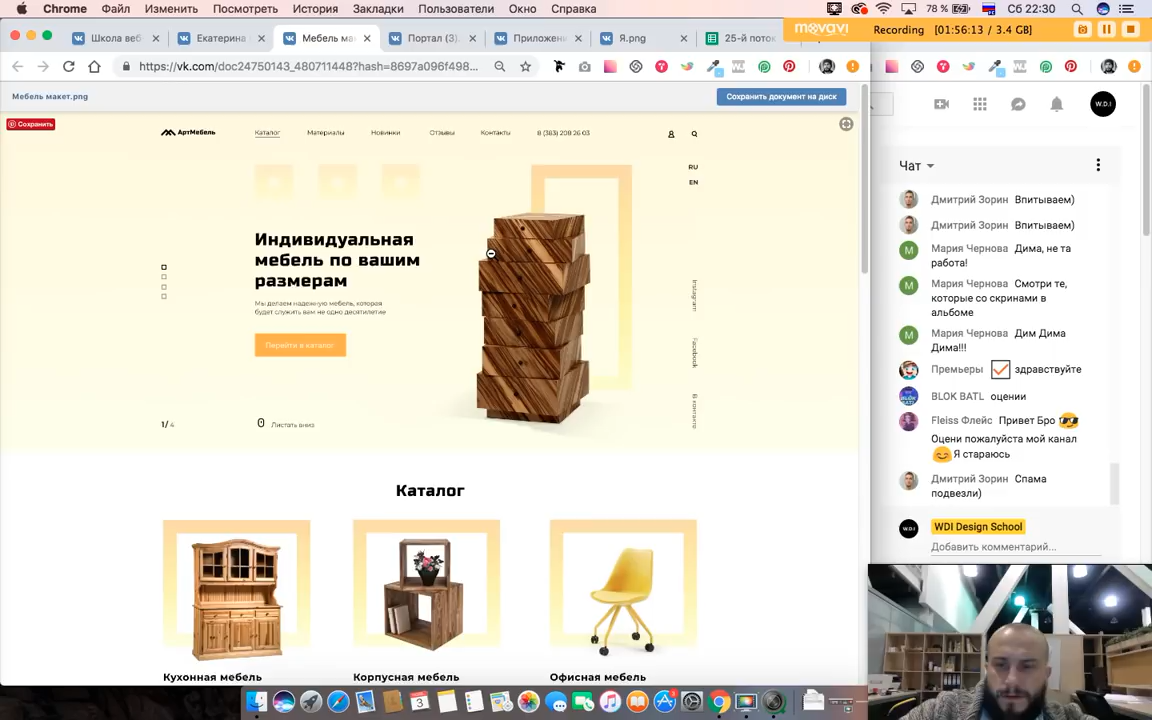 Chrome Файл Изменить Посмотреть История Закладки Пользователи Окно Справка
78 % Сб 22:30
movavi Recording [01:56:13 / 3.4 GB]
Школа веб Екатерина Мебель ма Портал (3). Приложени Я.png 25-й поток
https://vk.com/doc24750143_480711448?hash=8697a096f498...
Мебель макет.png
Сохранить документ на диск
Сохранить
АртМебель Каталог Материалы Новинки Отзывы Контакты 8 (383) 208 26 03
RU
EN
Индивидуальная
мебель по вашим
размерам
Мы делаем надежную мебель, которая
будет служить вам не одно десятилетие
Перейти в каталог
Instagram
Facebook
В контакте
1/ 4
Листать вниз
Каталог
Кухонная мебель
Корпусная мебель
Офисная мебель
W.D.I
Чат
Дмитрий Зорин Впитываем)
Дмитрий Зорин Впитываем)
М Мария Чернова Дима, не та
работа!
М Мария Чернова Смотри те,
которые со скринами в
альбоме
М Мария Чернова Дим Дима
Дима!!!
Премьеры здравствуйте
BLOK BATL оцении
Fleiss Флейс Привет Бро
Оцени пожалуйста мой канал
Я стараюсь
Дмитрий Зорин Спама
подвезли)
W.D.I WDI Design School
Добавить комментарий...
3